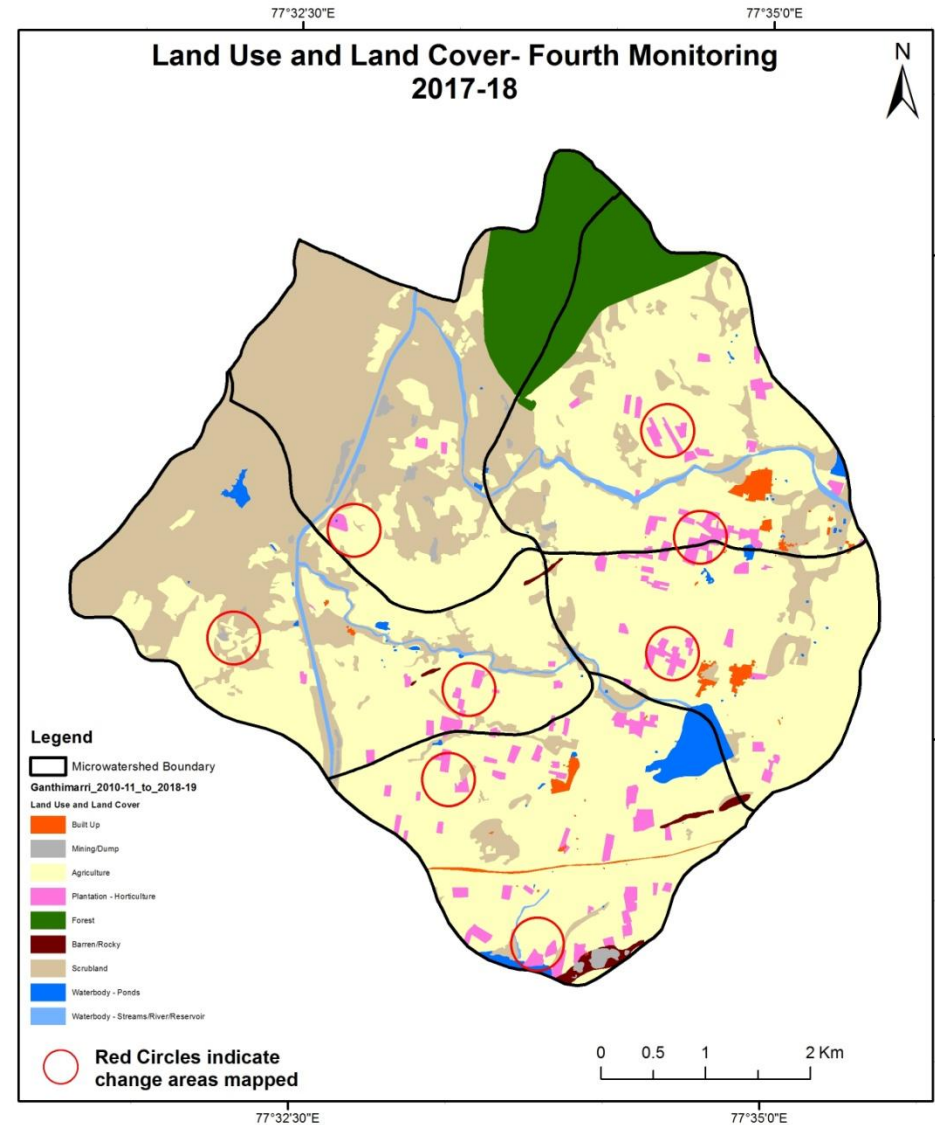 77°32'30"E
77°35'0"E
Land Use and Land Cover- Fourth Monitoring
2017-18
N
Legend
Microwatershed Boundary
Ganthimarri_2010-11_to_2018-19
Land Use and Land Cover
Built Up
Mining/Dump
Agriculture
Plantation - Horticulture
Forest
Barren/Rocky
Scrubland
Waterbody - Ponds
Waterbody - Streams/River/Reservoir
Red Circles indicate
change areas mapped
0 0.5 1 2 Km
77°32'30"E
77°35'0"E